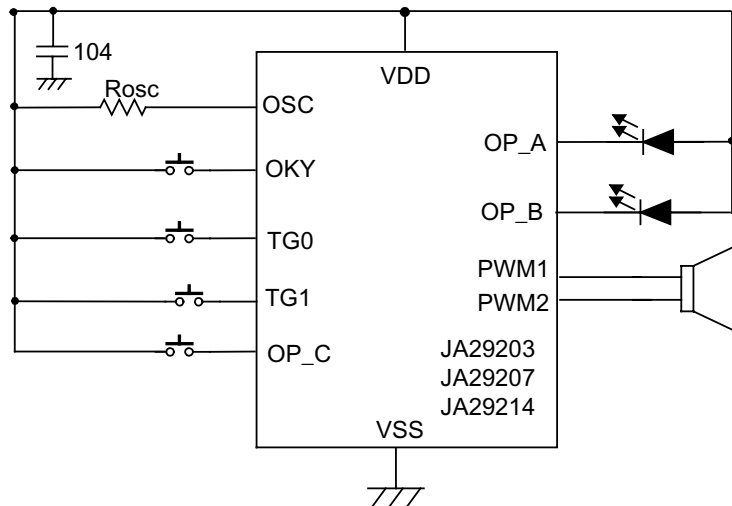 104
VDD
Rosc
OSC
OP_A
OKY
OP_B
TG0
PWM1
TG1
PWM2
OP_C
JA29203
JA29207
JA29214
VSS